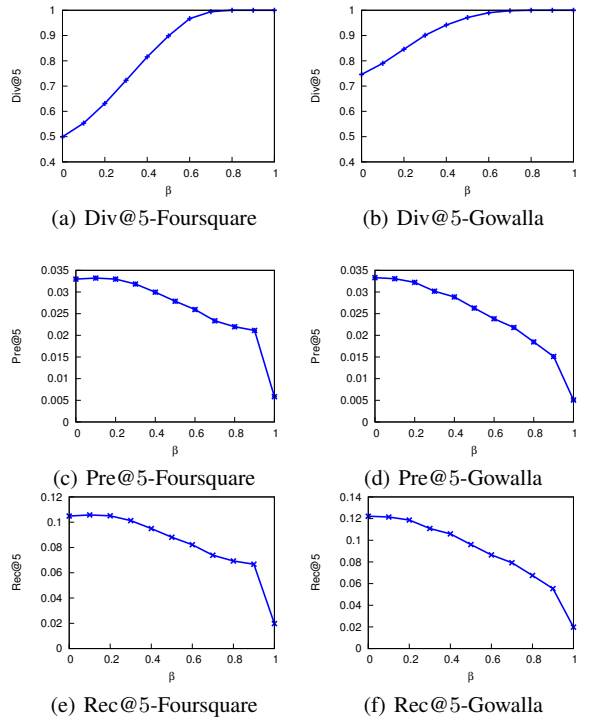 1
0.9
0.8
0.7
0.6
0.5
0.4
Div@5
0 0.2 0.4 0.6 0.8 1
β
(a) Div@5-Foursquare
1
0.9
0.8
0.7
0.6
0.5
0.4
Div@5
0 0.2 0.4 0.6 0.8 1
β
(b) Div@5-Gowalla
0.035
0.03
0.025
0.02
0.015
0.01
0.005
0
Pre@5
0 0.2 0.4 0.6 0.8 1
β
(c) Pre@5-Foursquare
0.035
0.03
0.025
0.02
0.015
0.01
0.005
0
Pre@5
0 0.2 0.4 0.6 0.8 1
β
(d) Pre@5-Gowalla
0.12
0.1
0.08
0.06
0.04
0.02
0
Rec@5
0 0.2 0.4 0.6 0.8 1
β
(e) Rec@5-Foursquare
0.14
0.12
0.1
0.08
0.06
0.04
0.02
0
Rec@5
0 0.2 0.4 0.6 0.8 1
β
(f) Rec@5-Gowalla